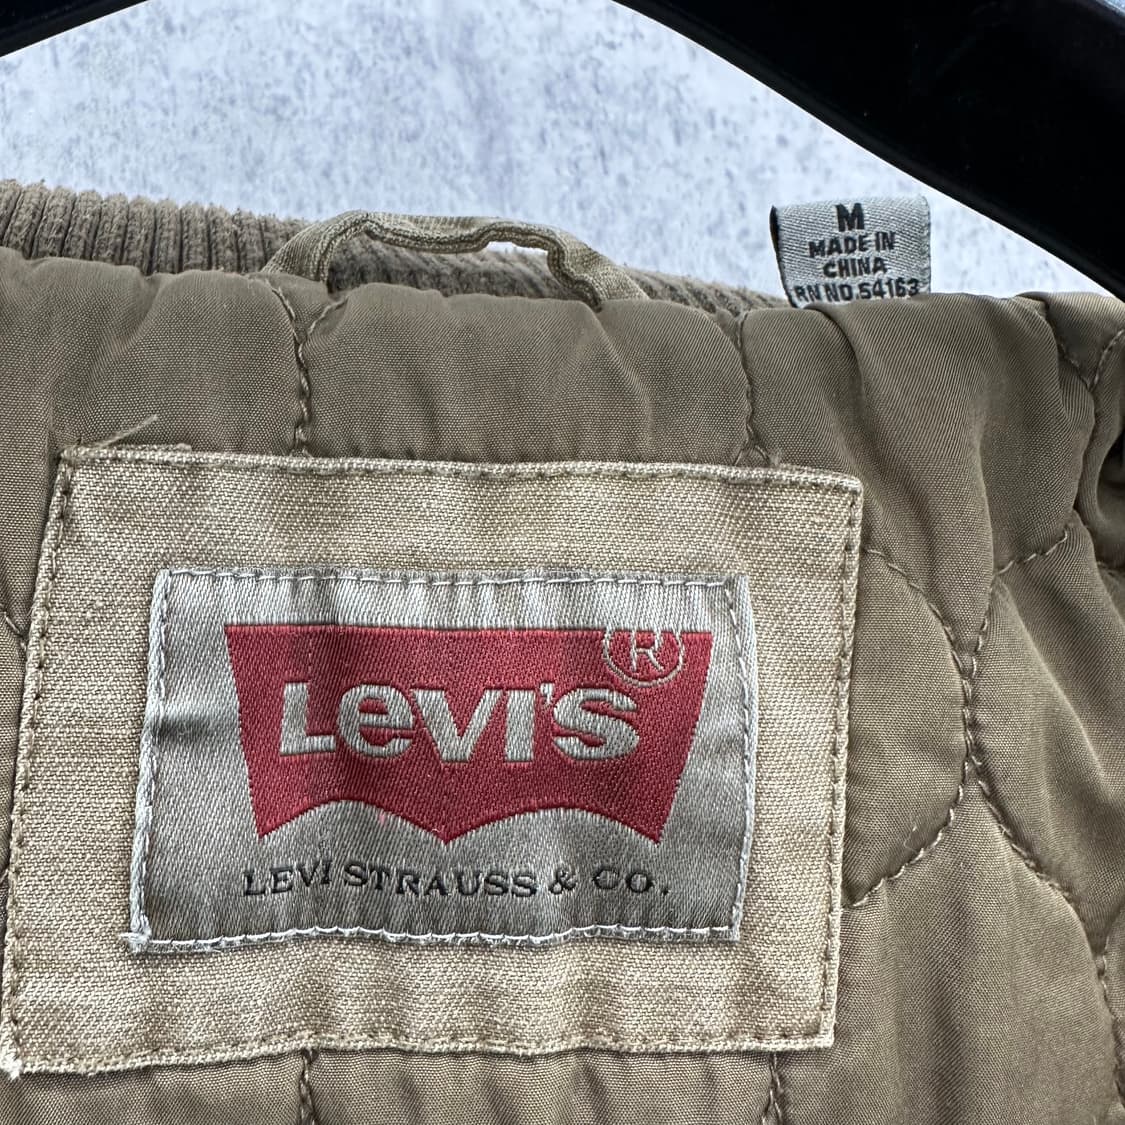 M
MADE IN
CHINA
RN NO.54163
®
LEVI'S
LEVI STRAUSS & CO.